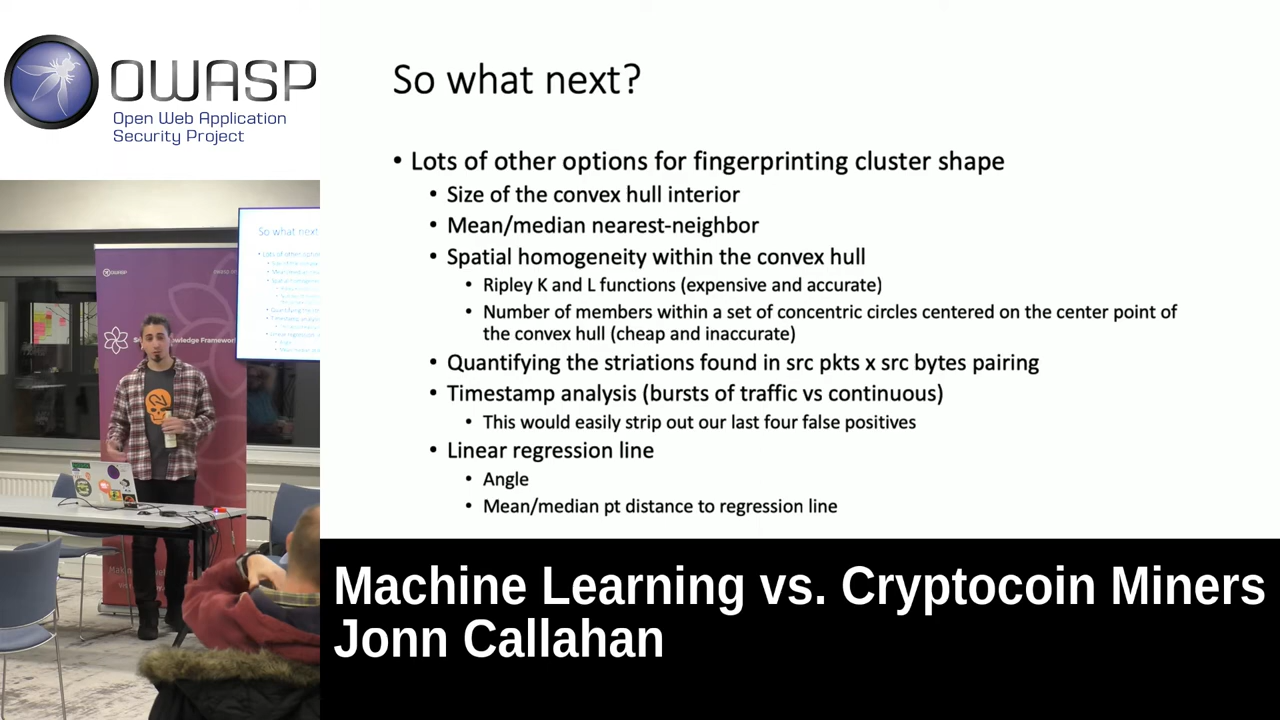 OWASP
Open Web Application
Security Project
So what next?
• Lots of other options for fingerprinting cluster shape
• Size of the convex hull interior
• Mean/median nearest-neighbor
• Spatial homogeneity within the convex hull
• Ripley K and L functions (expensive and accurate)
• Number of members within a set of concentric circles centered on the center point of
the convex hull (cheap and inaccurate)
• Quantifying the striations found in src pkts x src bytes pairing
• Timestamp analysis (bursts of traffic vs continuous)
• This would easily strip out our last four false positives
• Linear regression line
• Angle
• Mean/median pt distance to regression line
So what next
OWASP
Machine Learning vs. Cryptocoin Miners
Jonn Callahan